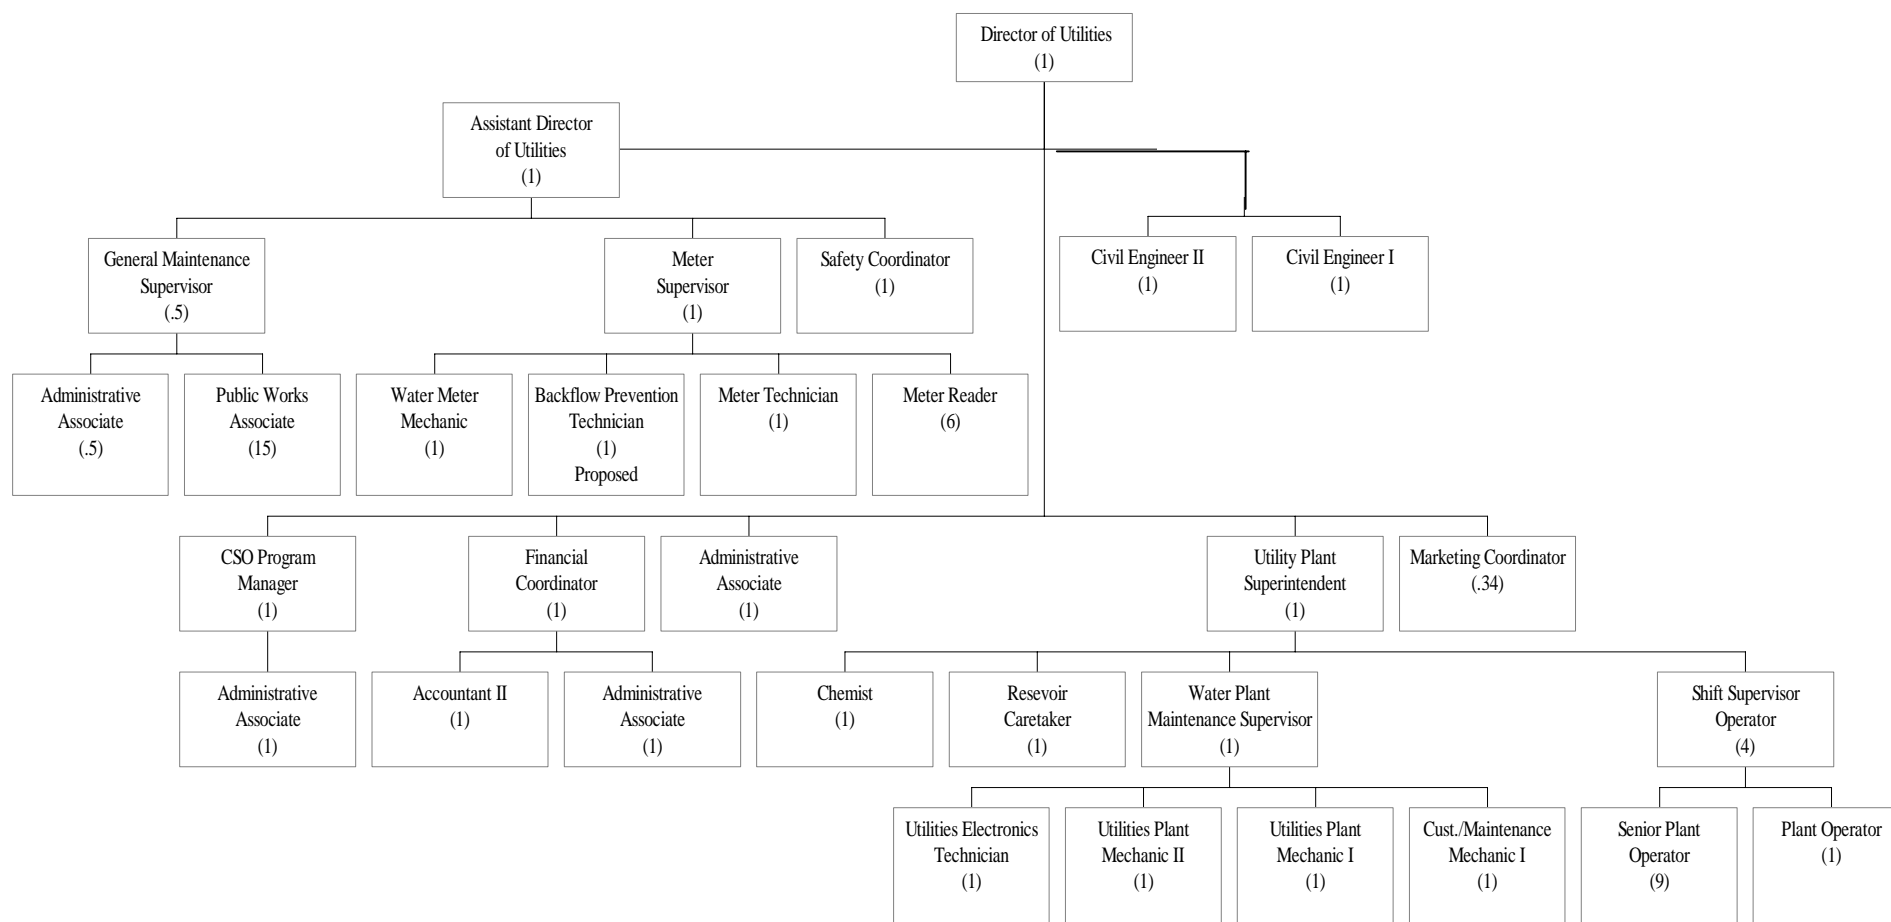 Director of Utilities
(1)
Assistant Director
of Utilities
(1)
General Maintenance
Supervisor
(.5)
Meter
Supervisor
(1)
Safety Coordinator
(1)
Civil Engineer II
(1)
Civil Engineer I
(1)
Administrative
Associate
(.5)
Public Works
Associate
(15)
Water Meter
Mechanic
(1)
Backflow Prevention
Technician
(1)
Proposed
Meter Technician
(1)
Meter Reader
(6)
CSO Program
Manager
(1)
Financial
Coordinator
(1)
Administrative
Associate
(1)
Utility Plant
Superintendent
(1)
Marketing Coordinator
(.34)
Administrative
Associate
(1)
Accountant II
(1)
Administrative
Associate
(1)
Chemist
(1)
Resevoir
Caretaker
(1)
Water Plant
Maintenance Supervisor
(1)
Shift Supervisor
Operator
(4)
Utilities Electronics
Technician
(1)
Utilities Plant
Mechanic II
(1)
Utilities Plant
Mechanic I
(1)
Cust./Maintenance
Mechanic I
(1)
Senior Plant
Operator
(9)
Plant Operator
(1)